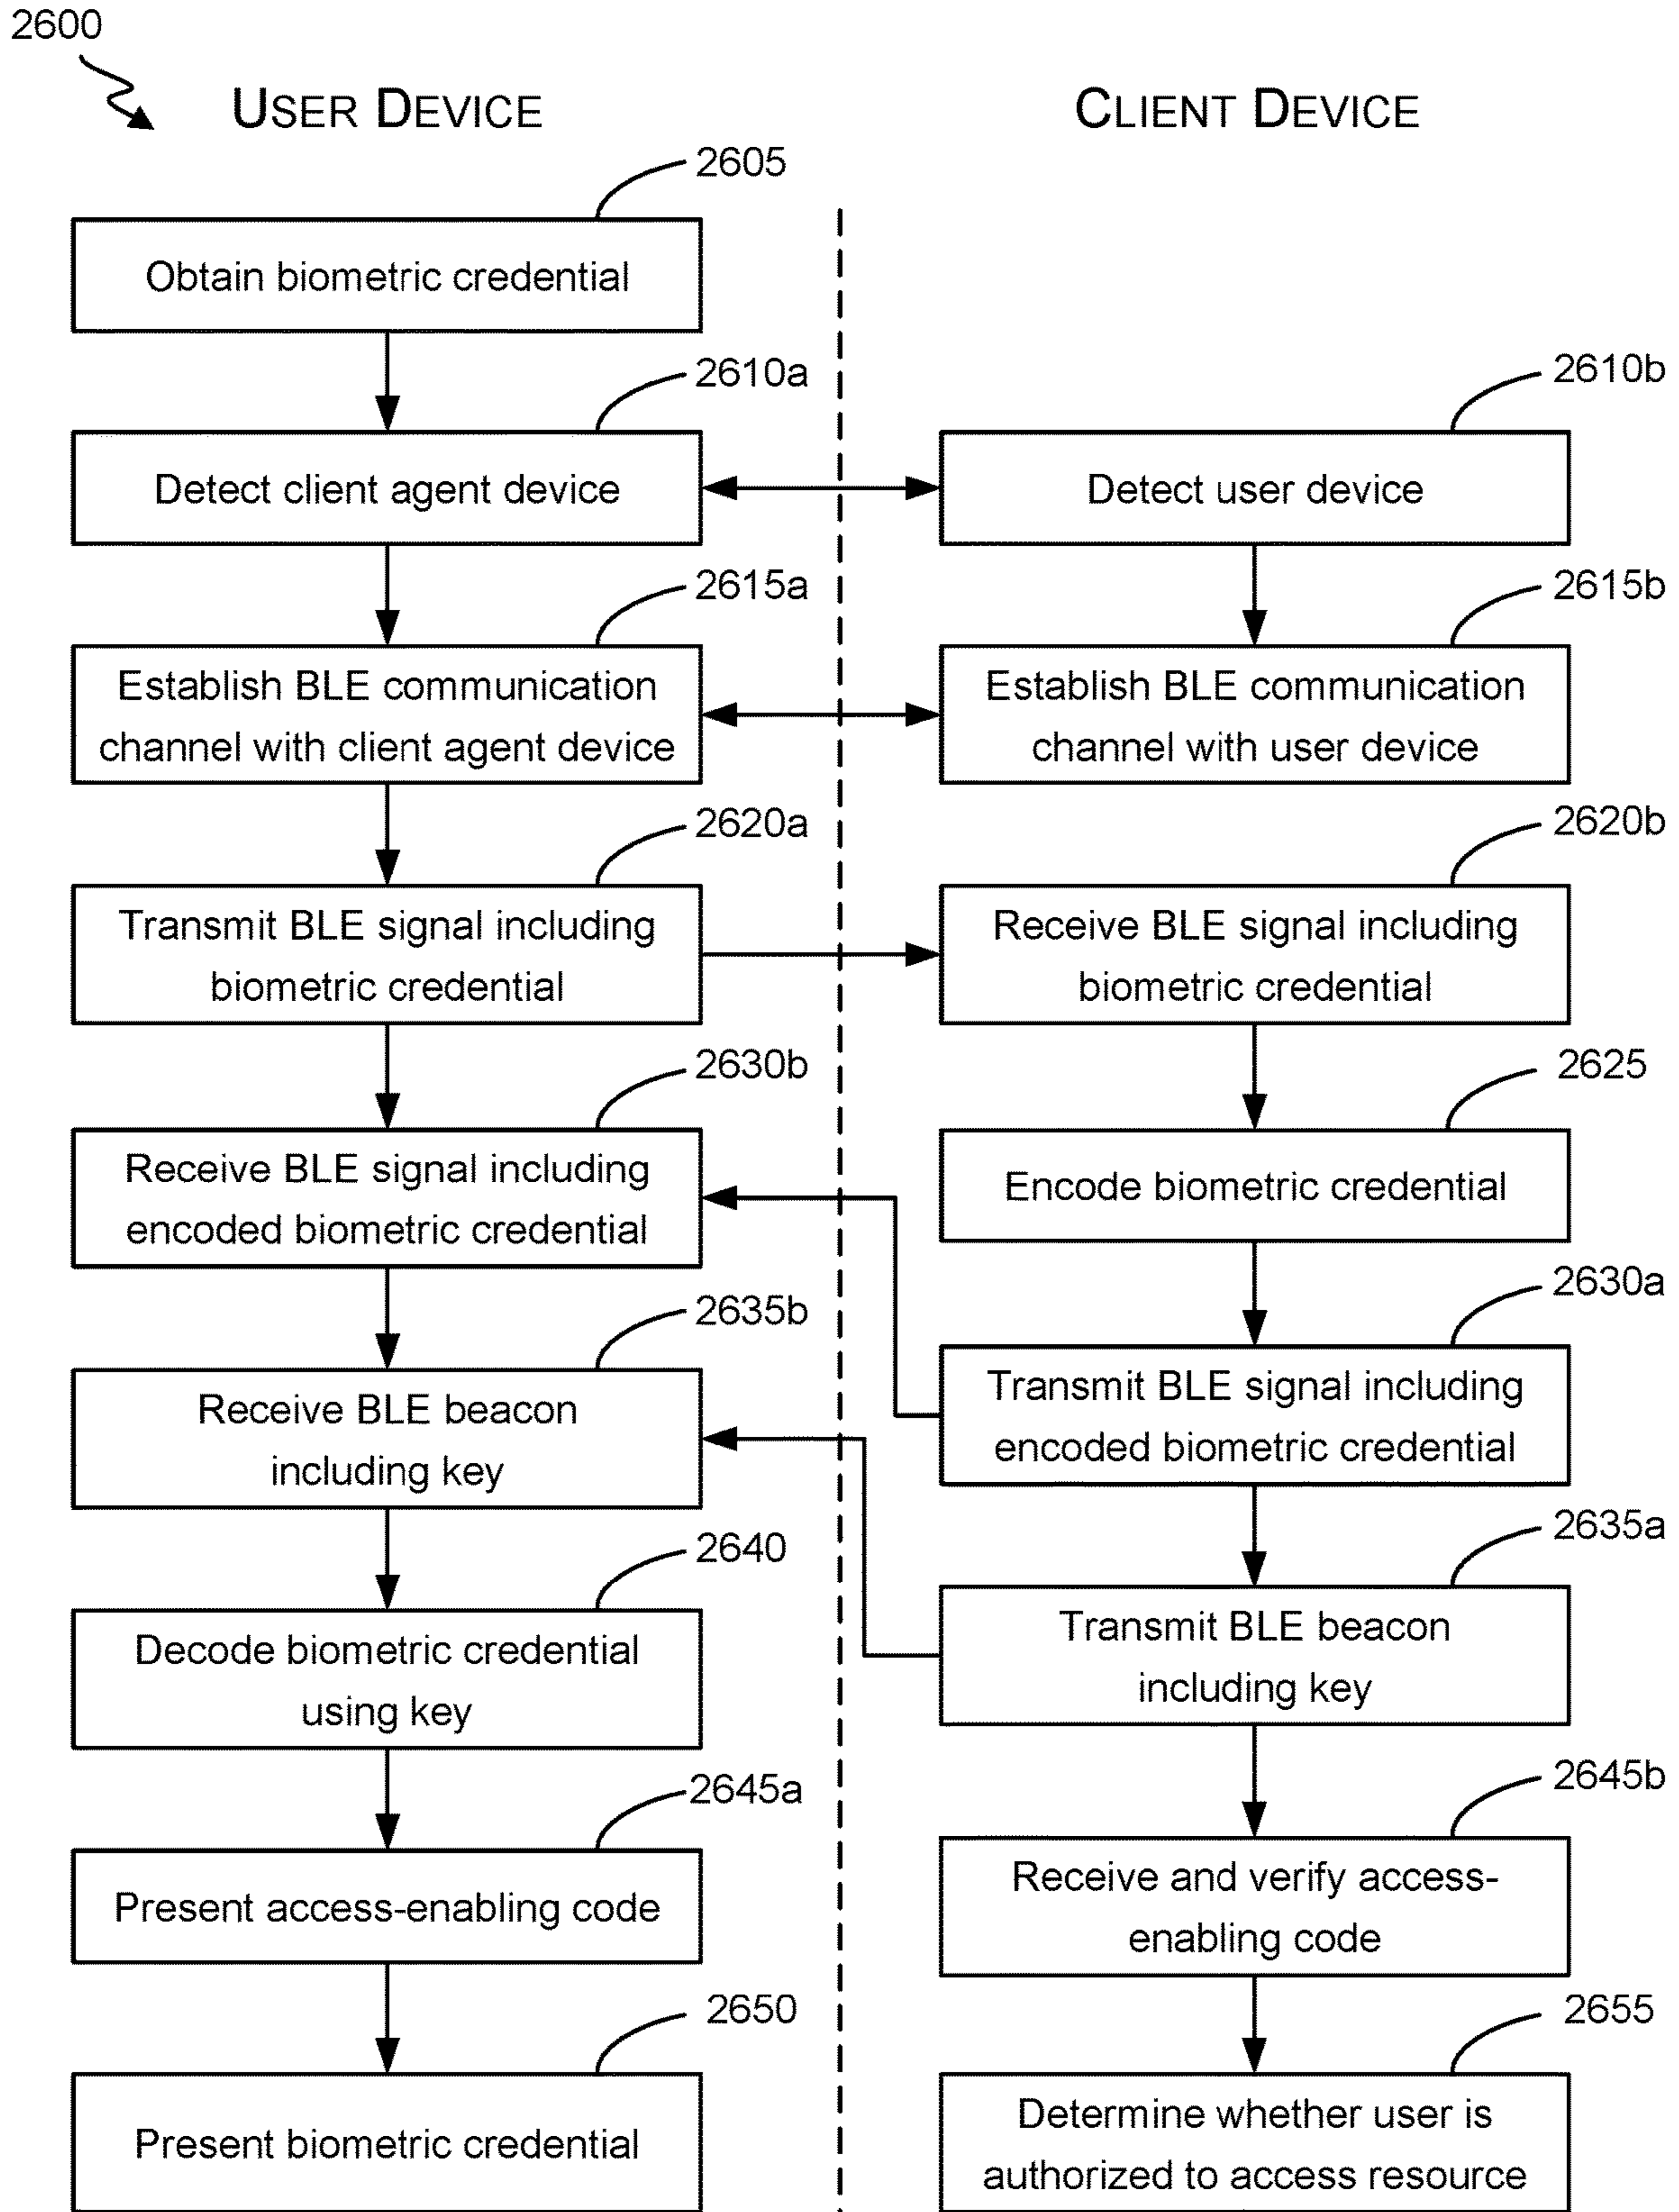 2600
USER DEVICE
CLIENT DEVICE
2605
Obtain biometric credential
2610a
2610b
Detect client agent device
Detect user device
2615a
2615b
Establish BLE communication
channel with client agent device
Establish BLE communication
channel with user device
2620a
2620b
Transmit BLE signal including
biometric credential
Receive BLE signal including
biometric credential
2630b
2625
Receive BLE signal including
encoded biometric credential
Encode biometric credential
2635b
2630a
Receive BLE beacon
including key
Transmit BLE signal including
encoded biometric credential
2640
2635a
Decode biometric credential
using key
Transmit BLE beacon
including key
2645a
2645b
Present access-enabling code
Receive and verify access-
enabling code
2650
2655
Present biometric credential
Determine whether user is
authorized to access resource